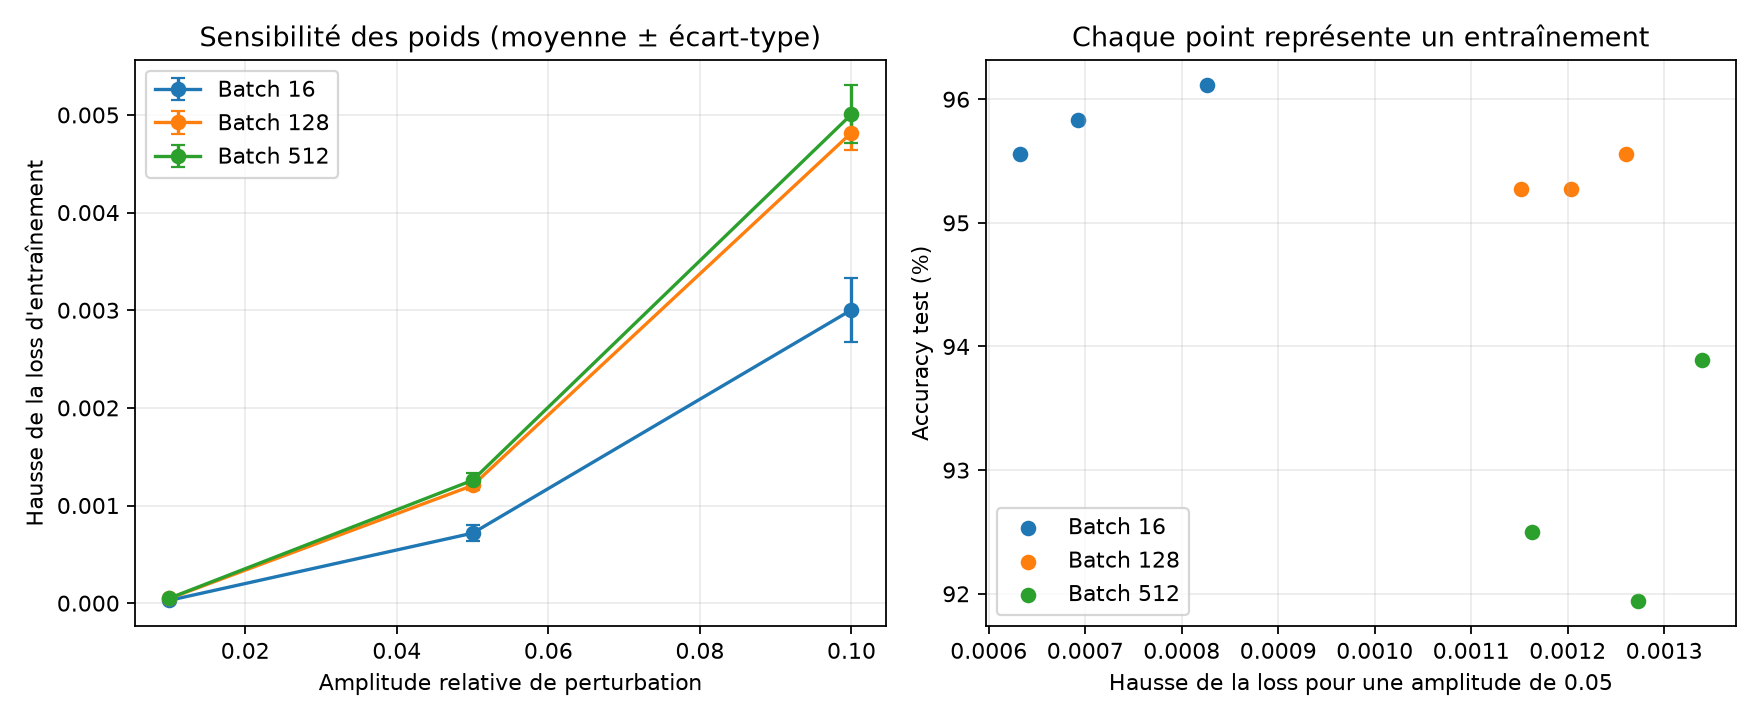 Sensibilité des poids (moyenne ± écart-type)
Batch 16
Batch 128
Batch 512
0.005
0.004
0.003
0.002
0.001
0.000
Hausse de la loss d'entraînement
0.02 0.04 0.06 0.08 0.10
Amplitude relative de perturbation
Chaque point représente un entraînement
96
95
94
93
92
Accuracy test (%)
Batch 16
Batch 128
Batch 512
0.0006 0.0007 0.0008 0.0009 0.0010 0.0011 0.0012 0.0013
Hausse de la loss pour une amplitude de 0.05